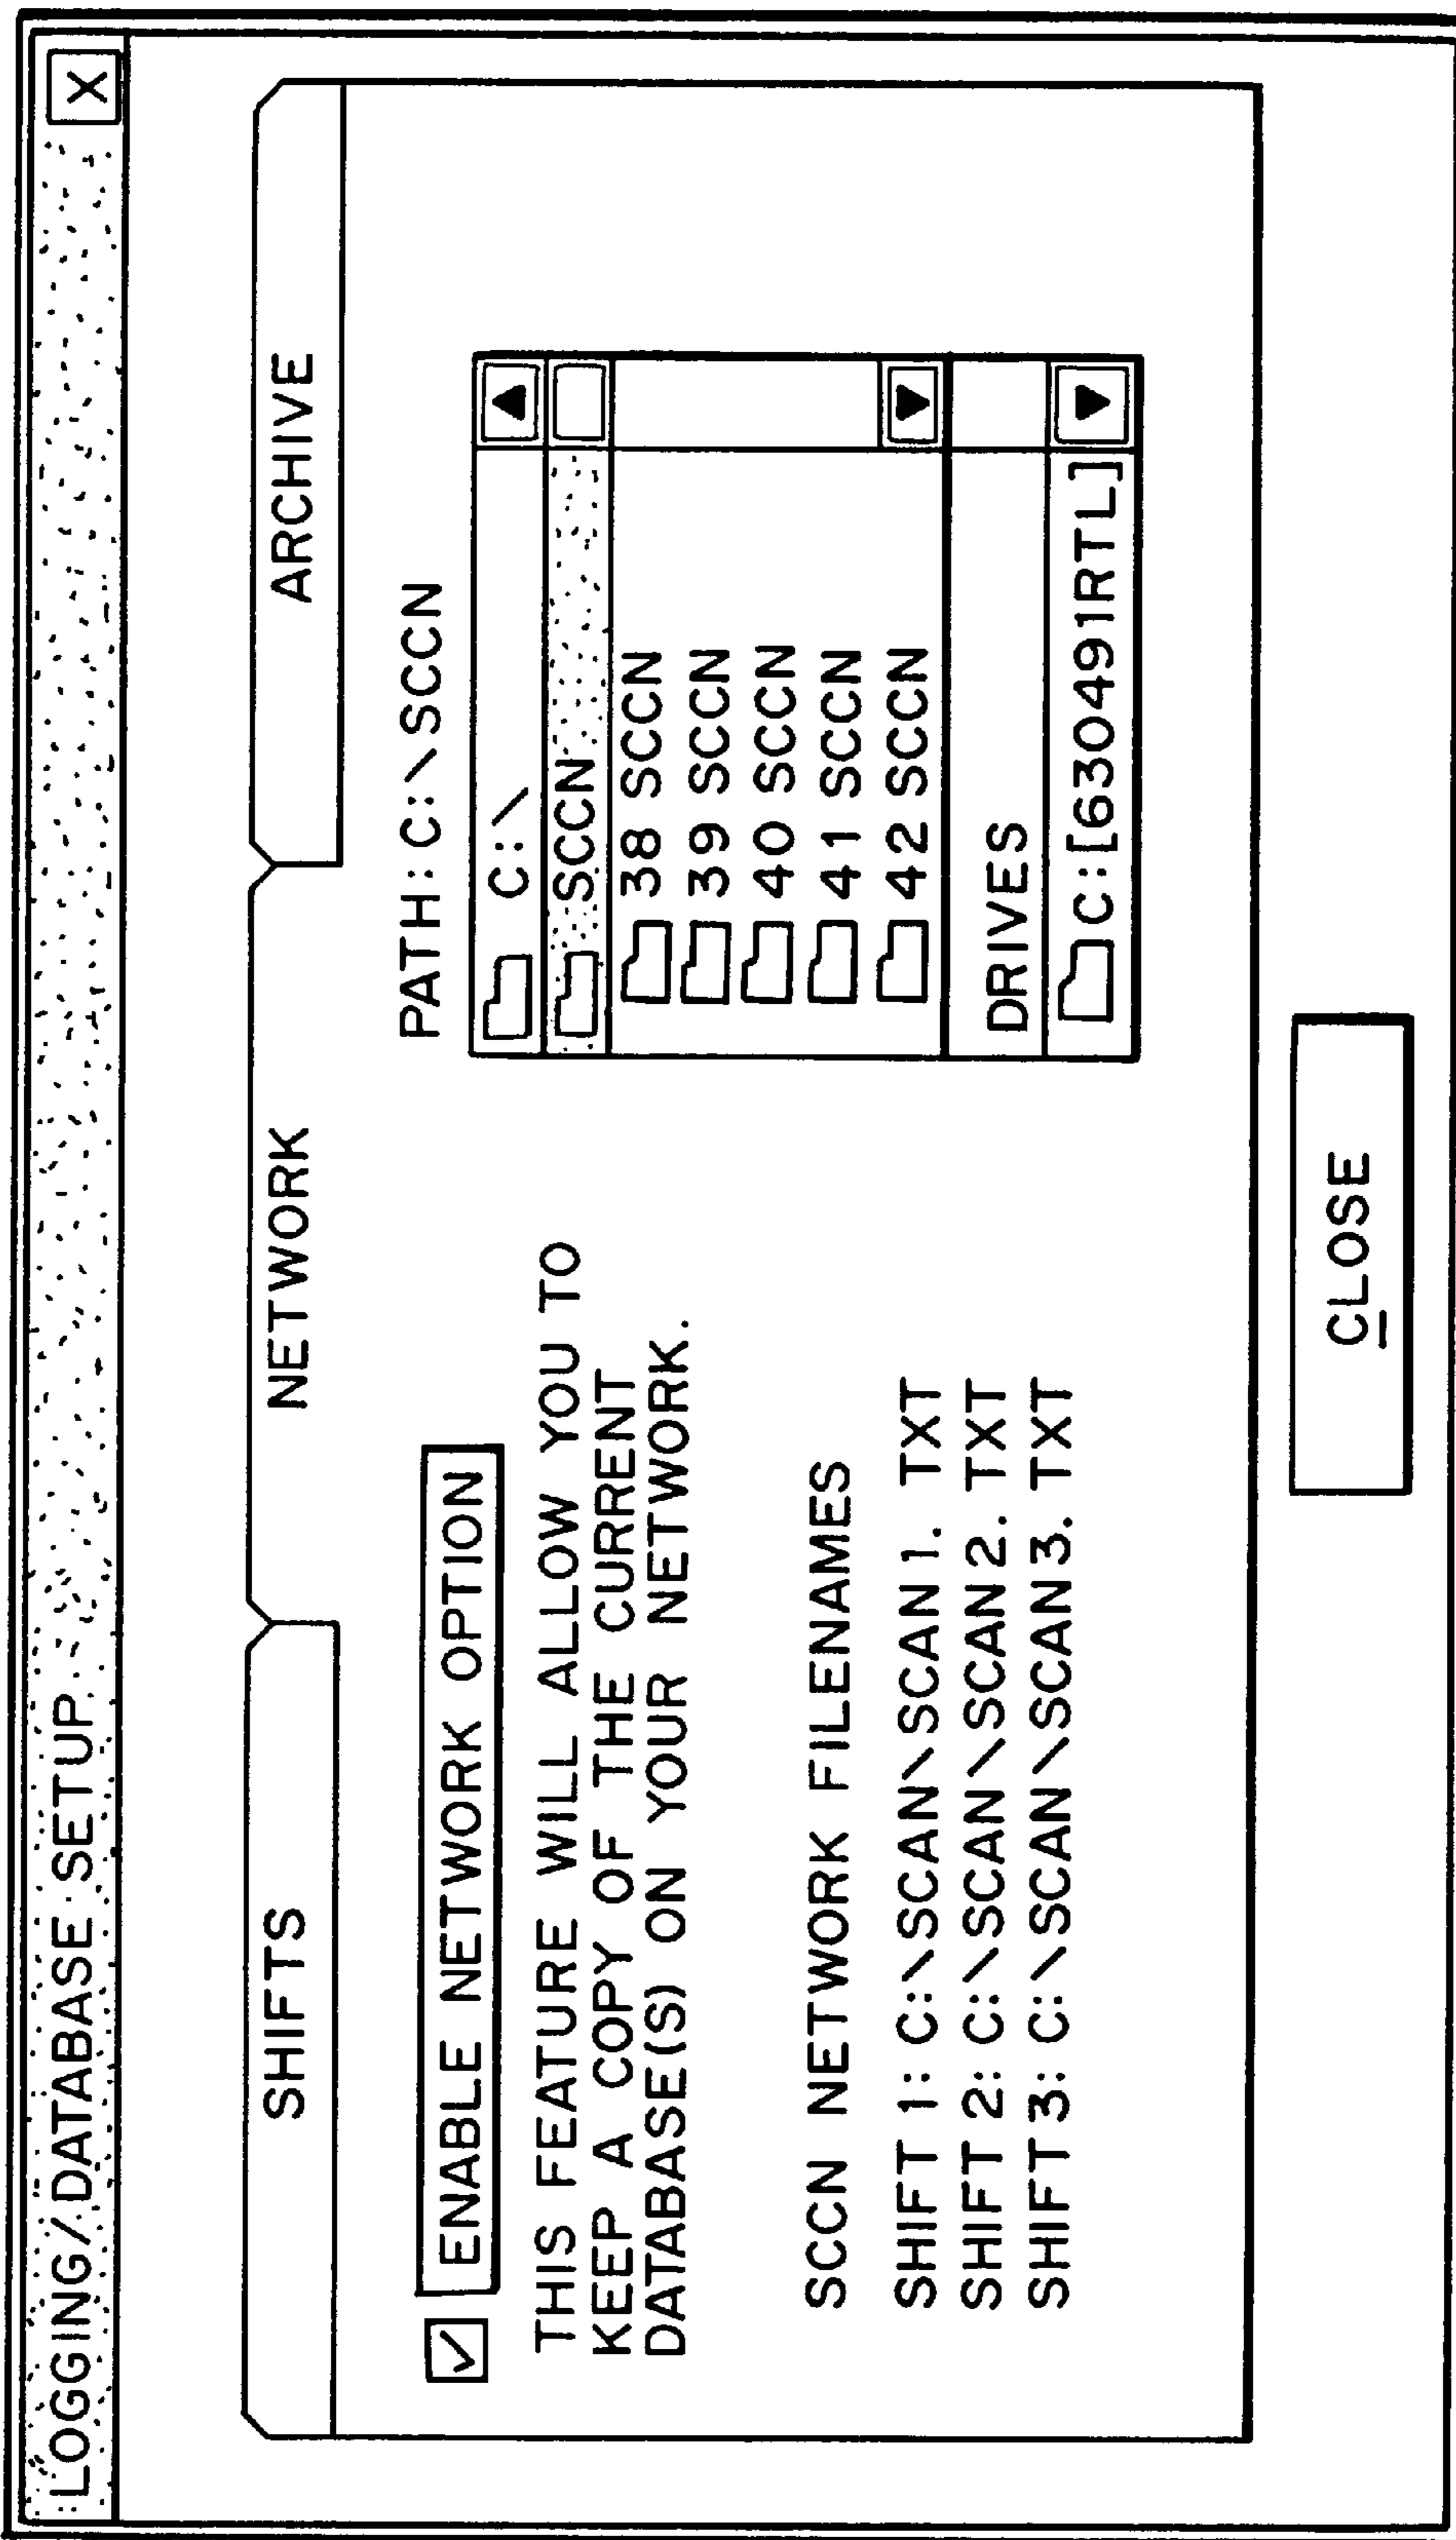 LOGGING/DATABASE SETUP
X
SHIFTS
NETWORK
ARCHIVE
ENABLE NETWORK OPTION
THIS FEATURE WILL ALLOW YOU TO
KEEP A COPY OF THE CURRENT
DATABASE(S) ON YOUR NETWORK.
SCCN NETWORK FILENAMES
SHIFT 1: C:\SCAN\SCAN1. TXT
SHIFT 2: C:\SCAN\SCAN2. TXT
SHIFT 3: C:\SCAN\SCAN3. TXT
PATH: C:\SCCN
C:\
SCCN
38 SCCN
39 SCCN
40 SCCN
41 SCCN
42 SCCN
DRIVES
C:[630491RTL]
CLOSE